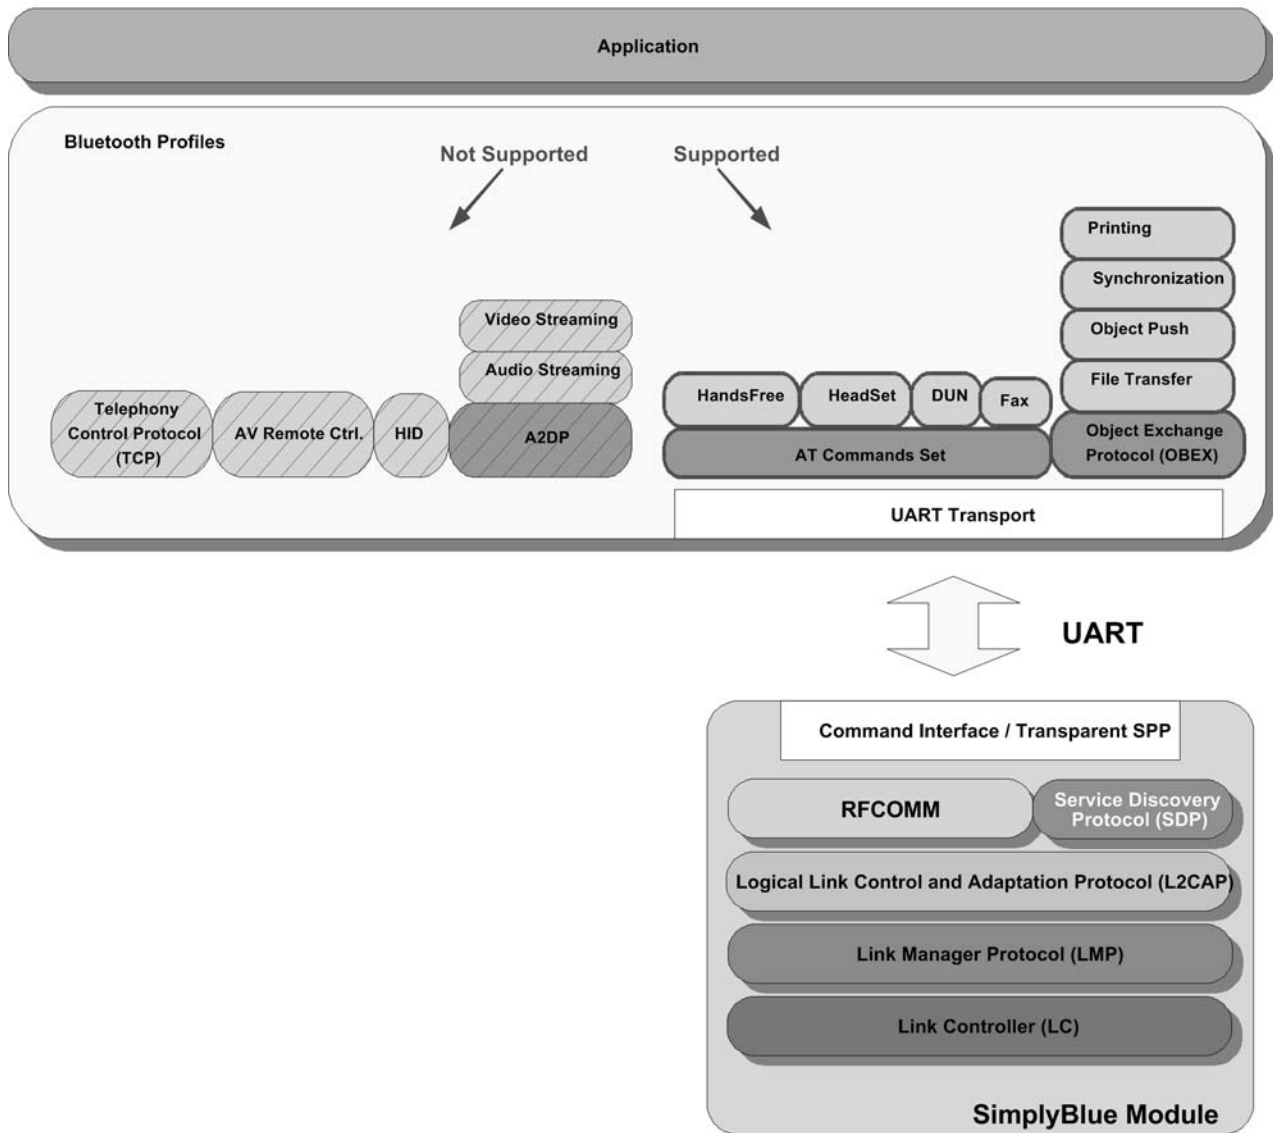 Application
Bluetooth Profiles
Not Supported
Supported
Printing
Synchronization
Object Push
File Transfer
Object Exchange
Protocol (OBEX)
Video Streaming
Audio Streaming
A2DP
Telephony
Control Protocol
(TCP)
AV Remote Ctrl.
HID
HandsFree
HeadSet
DUN
Fax
AT Commands Set
UART Transport
UART
Command Interface / Transparent SPP
RFCOMM
Service Discovery
Protocol (SDP)
Logical Link Control and Adaptation Protocol (L2CAP)
Link Manager Protocol (LMP)
Link Controller (LC)
SimplyBlue Module